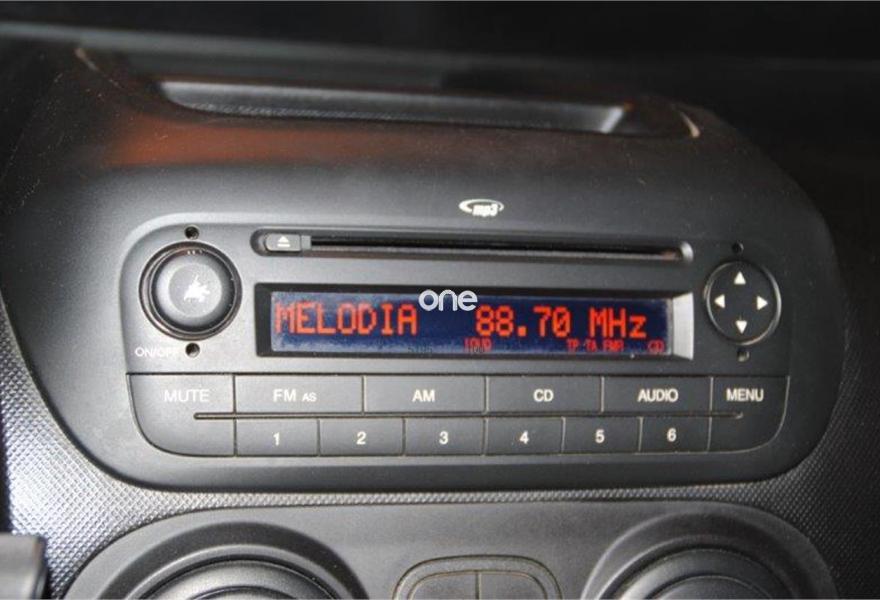 mp3
one
MELODIA 88.70 MHz
LOUD TP-TA EWR CD
ON/OFF
MUTE FM AS AM CD AUDIO MENU
1 2 3 4 5 6